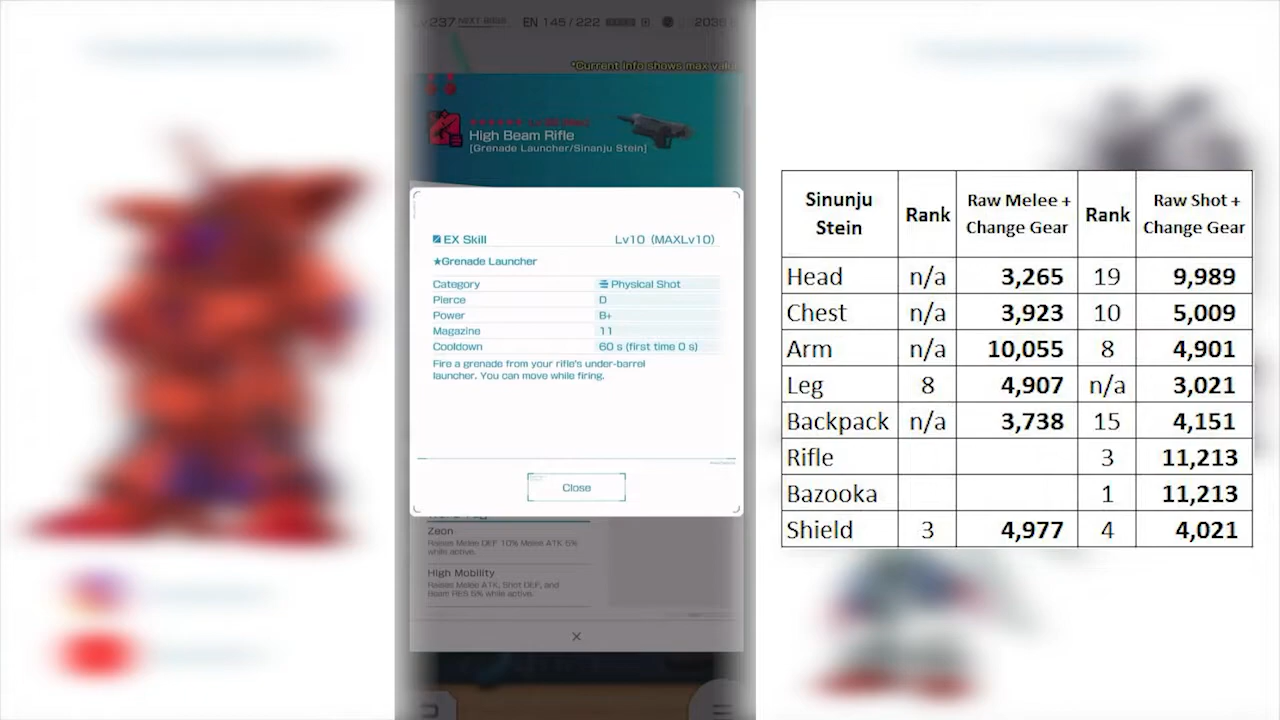 237 NEXT
EN 145/222
*Current info shows max
High Beam Rifle
[Grenade Launcher/Sinanju Stein]
EX Skill Lv10 (MAXLv10)
★Grenade Launcher
Category Physical Shot
Pierce D
Power B+
Magazine 11
Cooldown 60 s (first time 0 s)
Fire a grenade from your rifle's under-barrel
launcher. You can move while firing.
Close
Zeon
Raises Melee DEF 10% Melee ATK 5%
while active.
High Mobility
Raises Melee ATK, Shot DEF, and
Beam RES 5% while active.
Sinunju Stein Rank Raw Melee + Change Gear Rank Raw Shot + Change Gear
Head n/a 3,265 19 9,989
Chest n/a 3,923 10 5,009
Arm n/a 10,055 8 4,901
Leg 8 4,907 n/a 3,021
Backpack n/a 3,738 15 4,151
Rifle 3 11,213
Bazooka 1 11,213
Shield 3 4,977 4 4,021